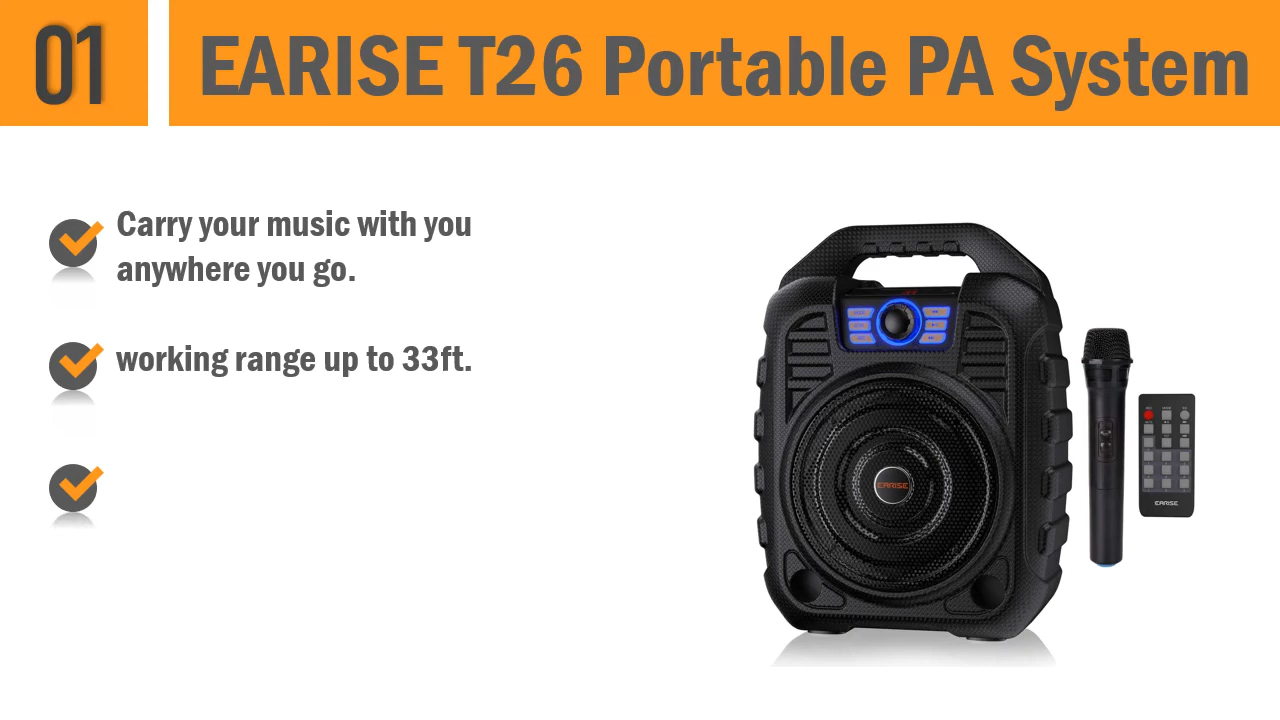 01
EARISE T26 Portable PA System
Carry your music with you
anywhere you go.
working range up to 33ft.
EARISE
EARISE